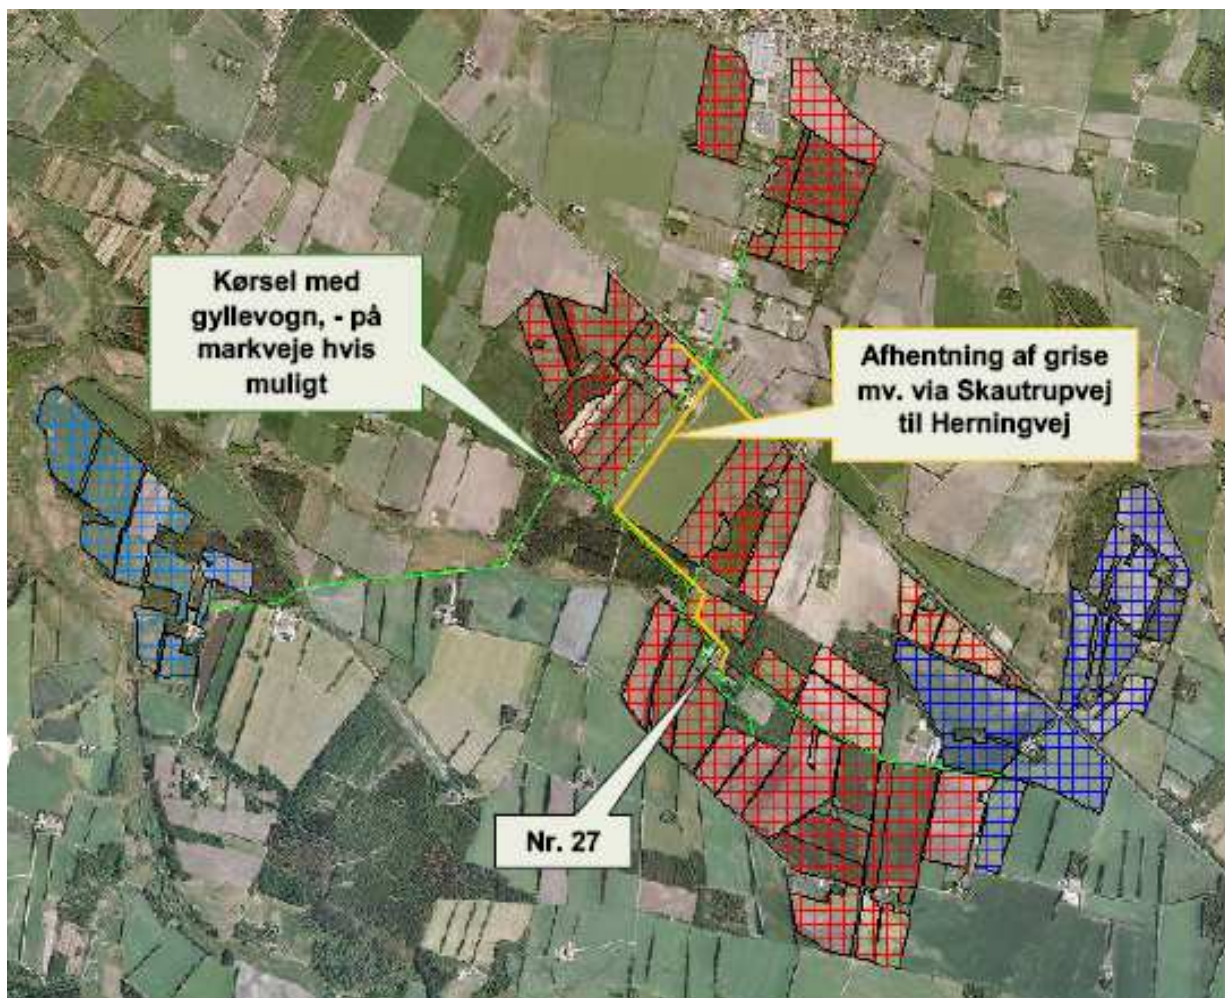 Kørsel med
gyllevogn, - på
markveje hvis
muligt
Afhentning af grise
mv. via Skautrupvej
til Herningvej
Nr. 27